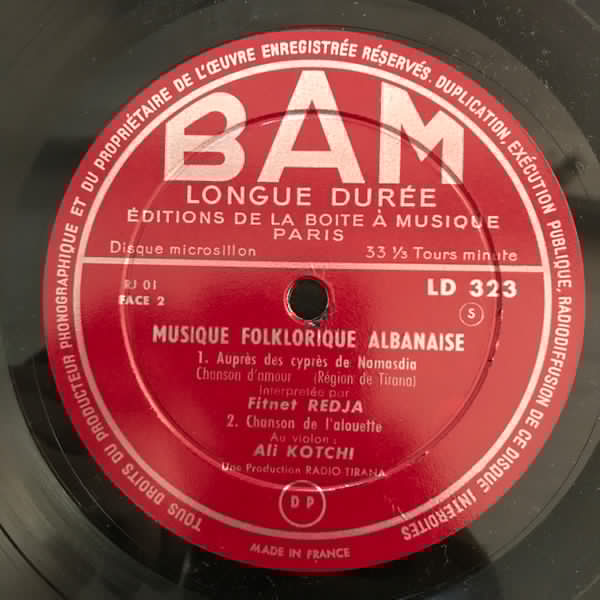 TOUS DROITS DU PRODUCTEUR PHONOGRAPHIQUE ET DU PROPRIÉTAIRE DE L'ŒUVRE ENREGISTRÉE RÉSERVÉS. DUPLICATION, EXÉCUTION PUBLIQUE, RADIODIFFUSION DE CE DISQUE INTERDITES
BAM
LONGUE DURÉE
ÉDITIONS DE LA BOITE À MUSIQUE
PARIS
Disque microsillon 33 ⅓ Tours minute
RJ 01 LD 323
FACE 2 S
MUSIQUE FOLKLORIQUE ALBANAISE
1. Auprès des cyprès de Namasdia
Chanson d'amour (Région de Tirana)
Interpretée par
Fitnet REDJA
2. Chanson de l'alouette
Au violon :
Ali KOTCHI
Une Production RADIO TIRANA
DP
MADE IN FRANCE